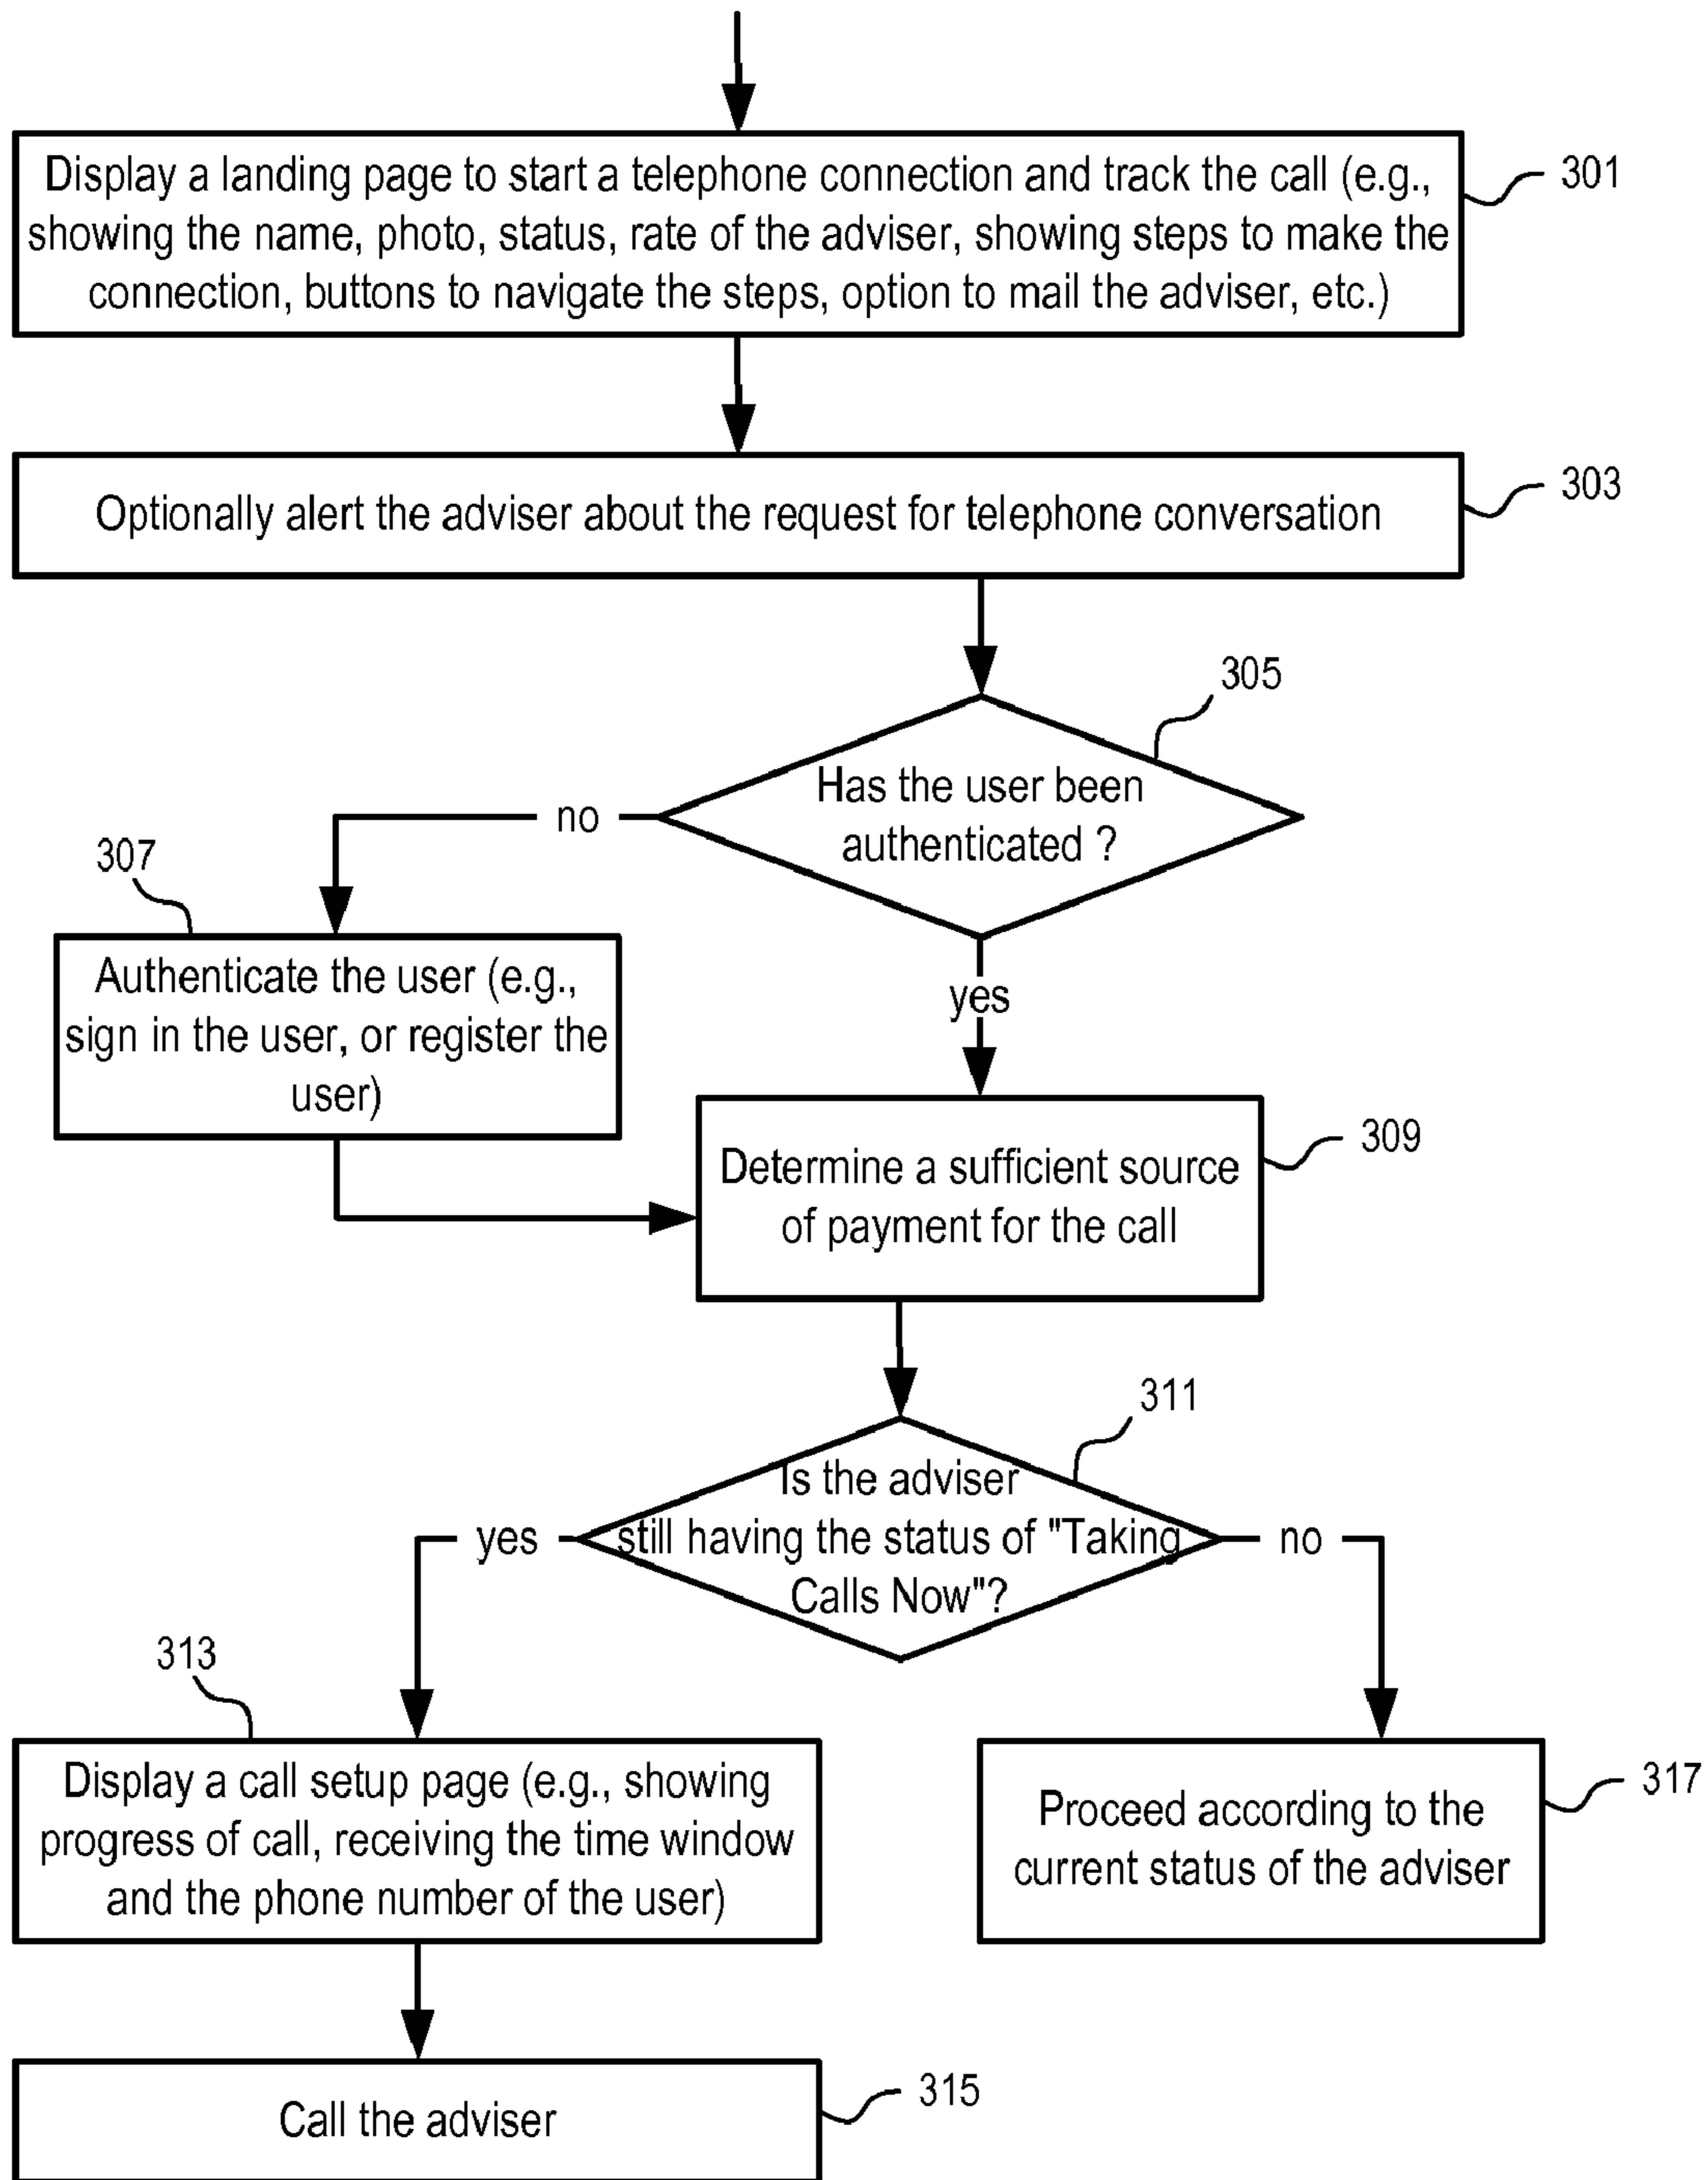 Display a landing page to start a telephone connection and track the call (e.g.,
showing the name, photo, status, rate of the adviser, showing steps to make the
connection, buttons to navigate the steps, option to mail the adviser, etc.)
301
Optionally alert the adviser about the request for telephone conversation
303
305
Has the user been
authenticated ?
no
307
Authenticate the user (e.g.,
sign in the user, or register the
user)
yes
309
Determine a sufficient source
of payment for the call
311
Is the adviser
still having the status of "Taking
Calls Now"?
yes
no
313
Display a call setup page (e.g., showing
progress of call, receiving the time window
and the phone number of the user)
317
Proceed according to the
current status of the adviser
315
Call the adviser